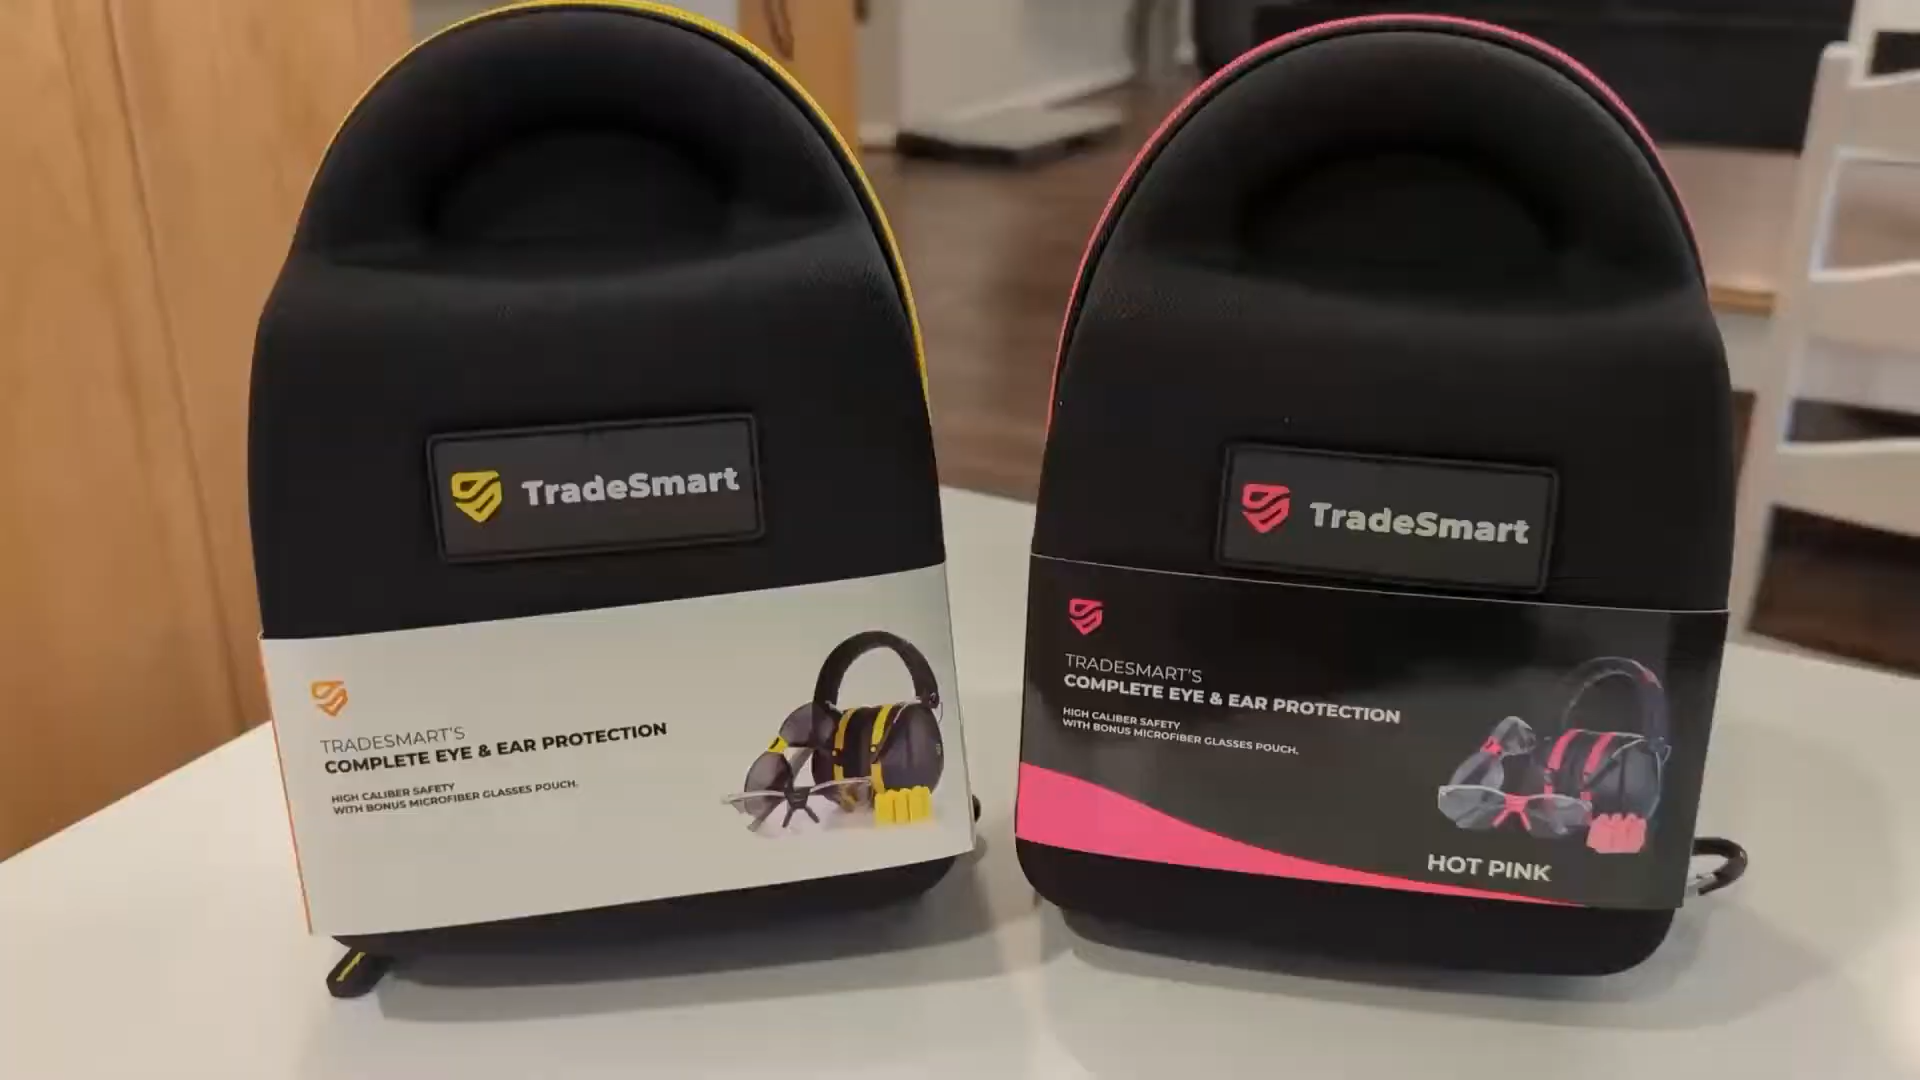 TradeSmart
TRADESMART'S
COMPLETE EYE & EAR PROTECTION
HIGH CALIBER SAFETY
WITH BONUS MICROFIBER GLASSES POUCH.
TradeSmart
TRADESMART'S
COMPLETE EYE & EAR PROTECTION
HIGH CALIBER SAFETY
WITH BONUS MICROFIBER GLASSES POUCH.
HOT PINK